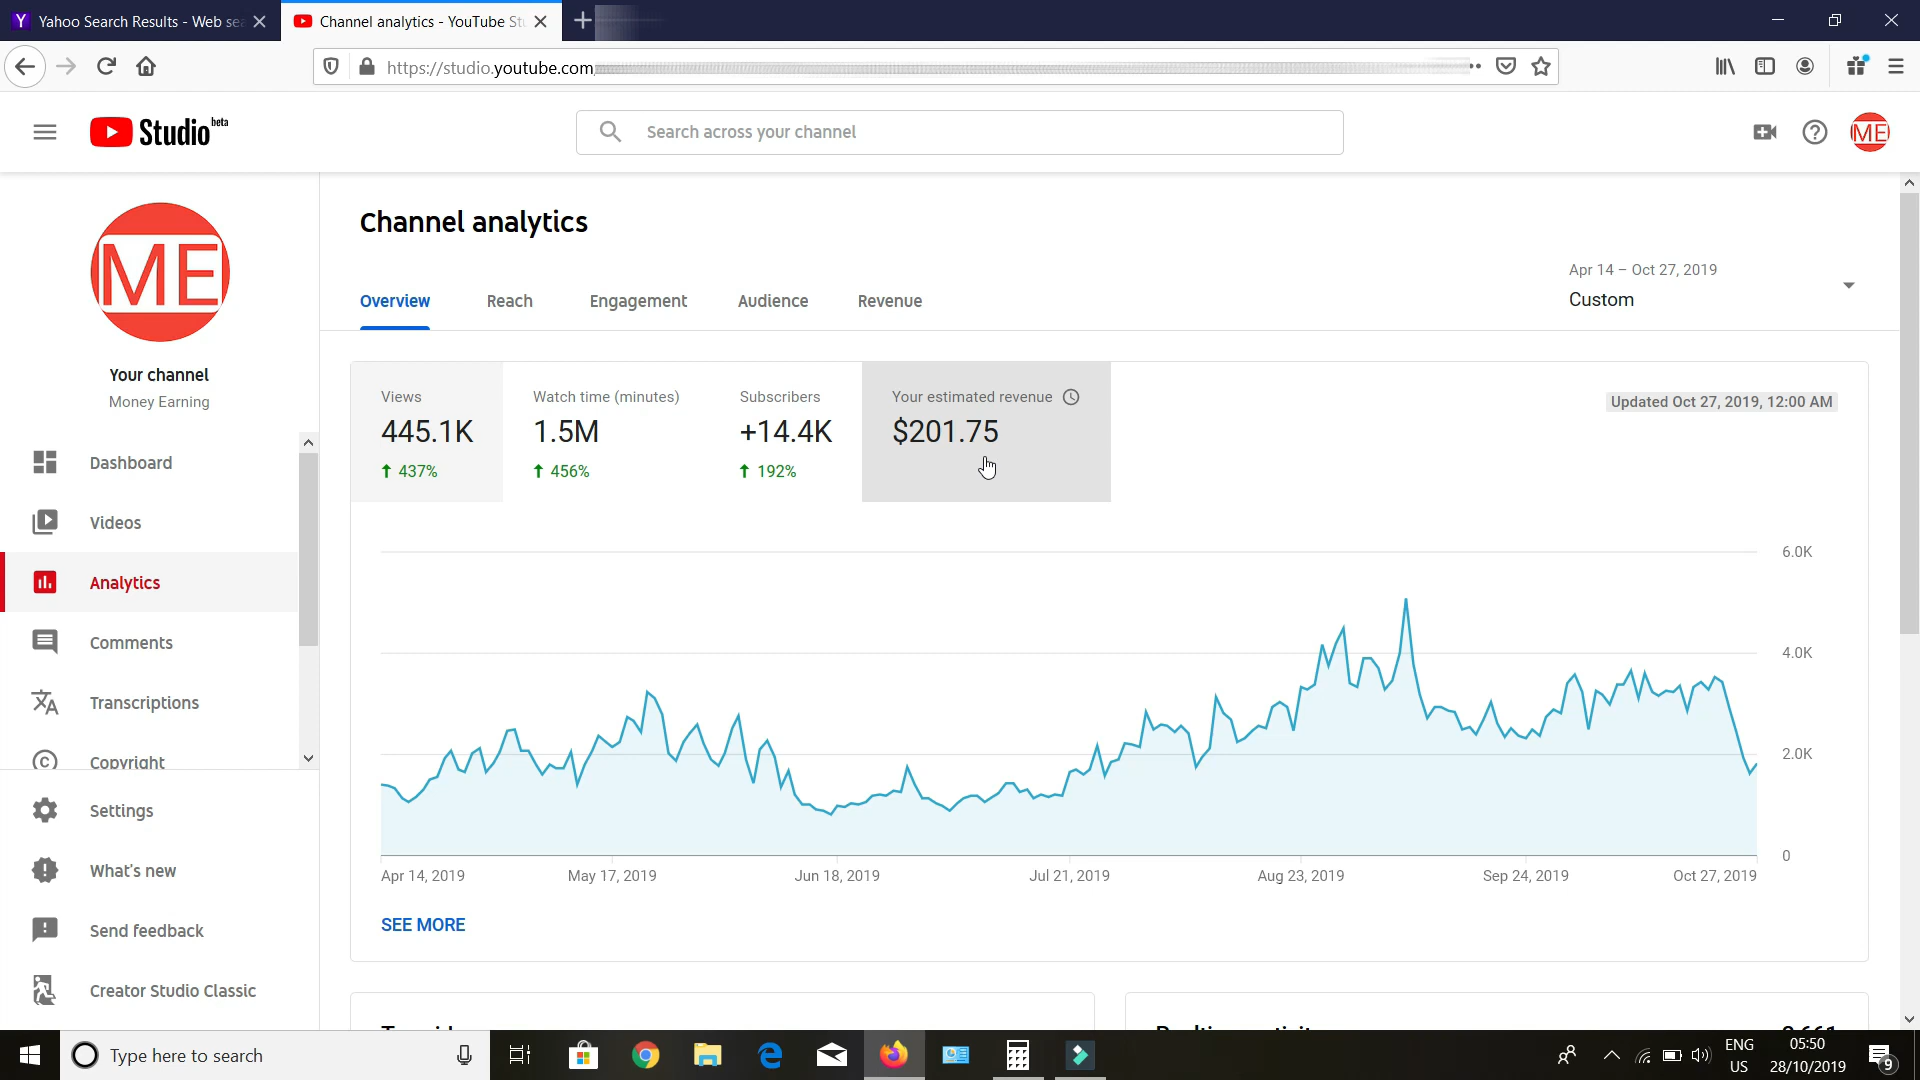 Yahoo Search Results - Web sea
Channel analytics - YouTube Stu
https://studio.youtube.com
Studio beta
Search across your channel
ME
ME
Your channel
Money Earning
Dashboard
Videos
Analytics
Comments
Transcriptions
Copyright
Settings
What's new
Send feedback
Creator Studio Classic
Channel analytics
Overview
Reach
Engagement
Audience
Revenue
Apr 14 – Oct 27, 2019
Custom
Views
445.1K
437%
Watch time (minutes)
1.5M
456%
Subscribers
+14.4K
192%
Your estimated revenue
$201.75
Updated Oct 27, 2019, 12:00 AM
6.0K
4.0K
2.0K
0
Apr 14, 2019
May 17, 2019
Jun 18, 2019
Jul 21, 2019
Aug 23, 2019
Sep 24, 2019
Oct 27, 2019
SEE MORE
Type here to search
ENG
US
05:50
28/10/2019
9